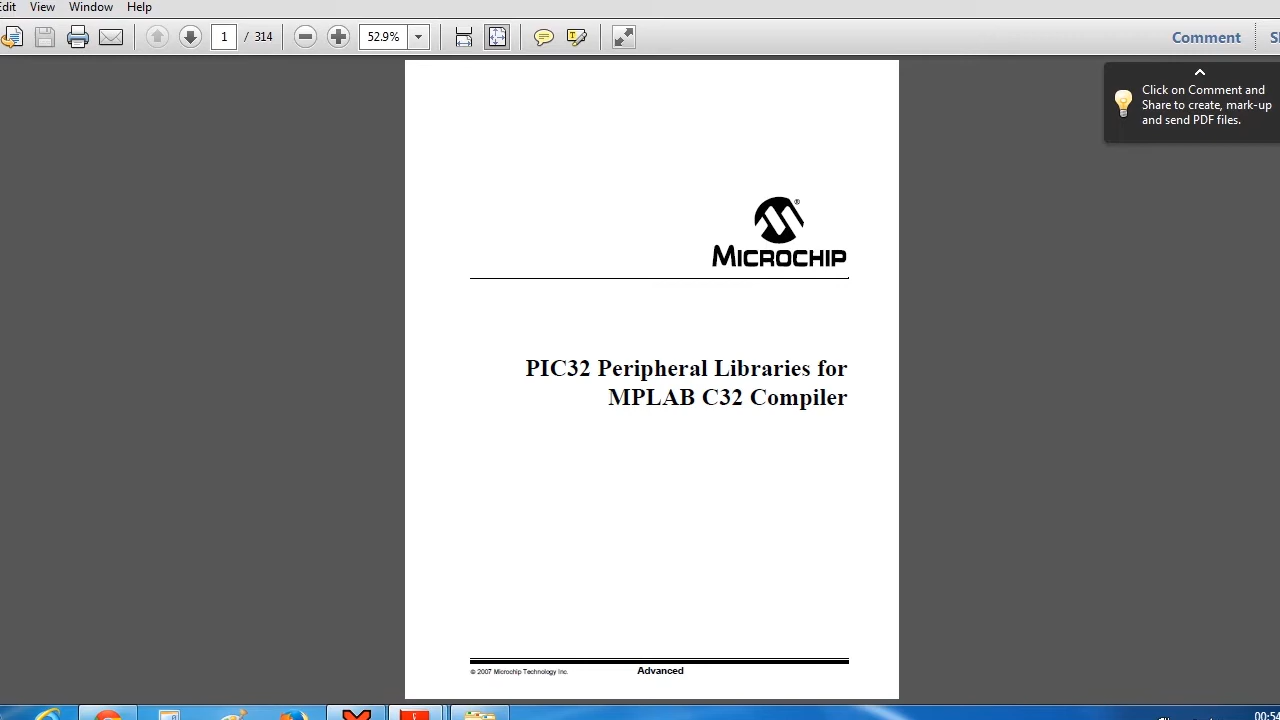 Edit View Window Help
1 / 314 52.9% Comment
Click on Comment and
Share to create, mark-up
and send PDF files.
®
MICROCHIP
PIC32 Peripheral Libraries for
MPLAB C32 Compiler
© 2007 Microchip Technology Inc. Advanced